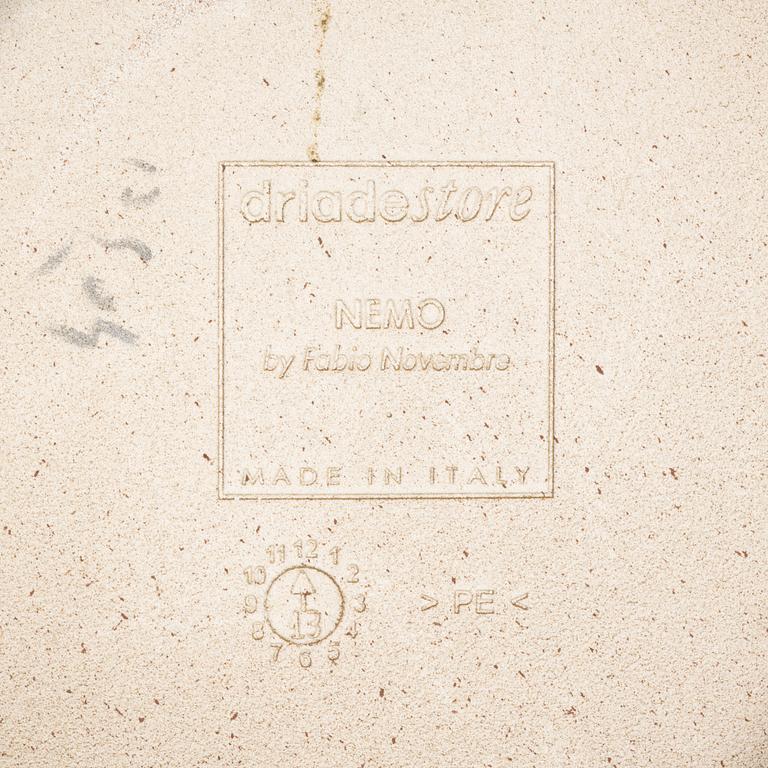 driadestore
NEMO
by Fabio Novembre
MADE IN ITALY
11 12 1
10 2
9 3
13
8 4
7 6 5
> PE <